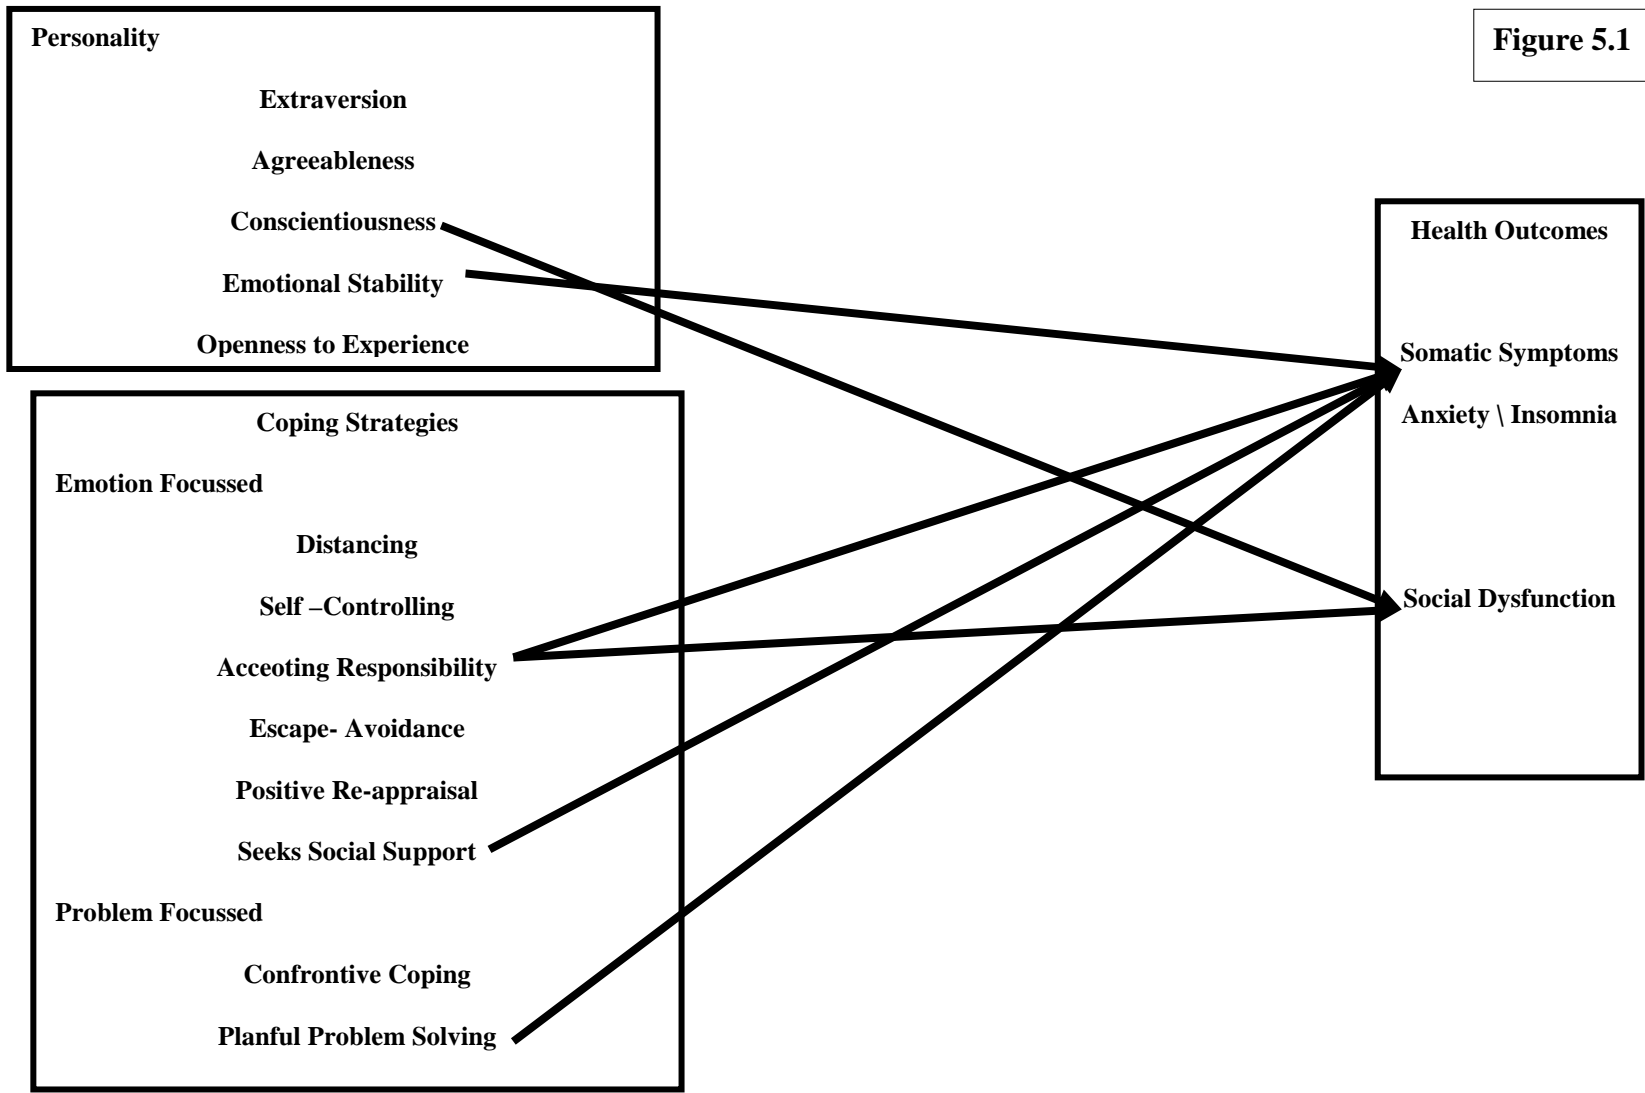 Personality
Extraversion
Agreeableness
Conscientiousness
Emotional Stability
Openness to Experience
Coping Strategies
Emotion Focussed
Distancing
Self –Controlling
Acceoting Responsibility
Escape- Avoidance
Positive Re-appraisal
Seeks Social Support
Problem Focussed
Confrontive Coping
Planful Problem Solving
Figure 5.1
Health Outcomes
Somatic Symptoms
Anxiety \ Insomnia
Social Dysfunction